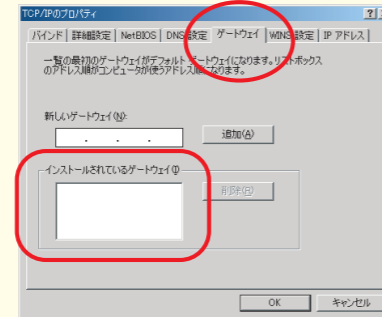 TCP/IPのプロパティ
バインド 詳細設定 NetBIOS DNS設定 ゲートウェイ WINS設定 IP アドレス
一覧の最初のゲートウェイがデフォルト ゲートウェイになります。リストボックス
のアドレス順がコンピュータが使うアドレス順になります。
新しいゲートウェイ(N):
. . .
追加(A)
インストールされているゲートウェイ(I)
削除(R)
OK キャンセル